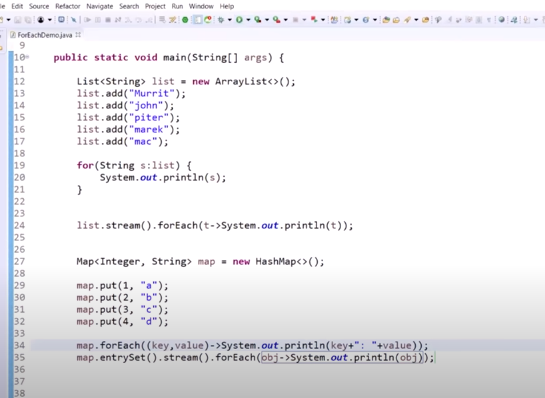 le Edit Source Refactor Navigate Search Project Run Window Help
ForEachDemo.java
9
10 public static void main(String[] args) {
11
12 List<String> list = new ArrayList<>();
13 list.add("Murrit");
14 list.add("john");
15 list.add("piter");
16 list.add("marek");
17 list.add("mac");
18
19 for(String s:list) {
20 System.out.println(s);
21 }
22
23
24 list.stream().forEach(t->System.out.println(t));
25
26
27 Map<Integer, String> map = new HashMap<>();
28
29 map.put(1, "a");
30 map.put(2, "b");
31 map.put(3, "c");
32 map.put(4, "d");
33
34 map.forEach((key,value)->System.out.println(key+": "+value));
35 map.entrySet().stream().forEach(obj->System.out.println(obj));
36
37
38